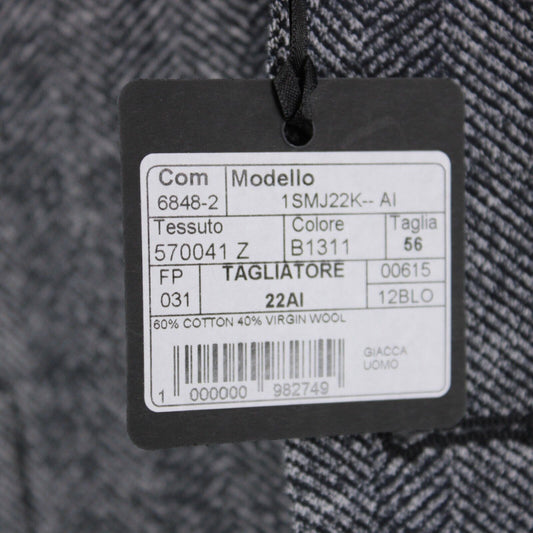 Com Modello
6848-2 1SMJ22K-- AI
Tessuto Colore Taglia
570041 Z B1311 56
FP TAGLIATORE 00615
031 22AI 12BLO
60% COTTON 40% VIRGIN WOOL
GIACCA
UOMO
1 000000 982749